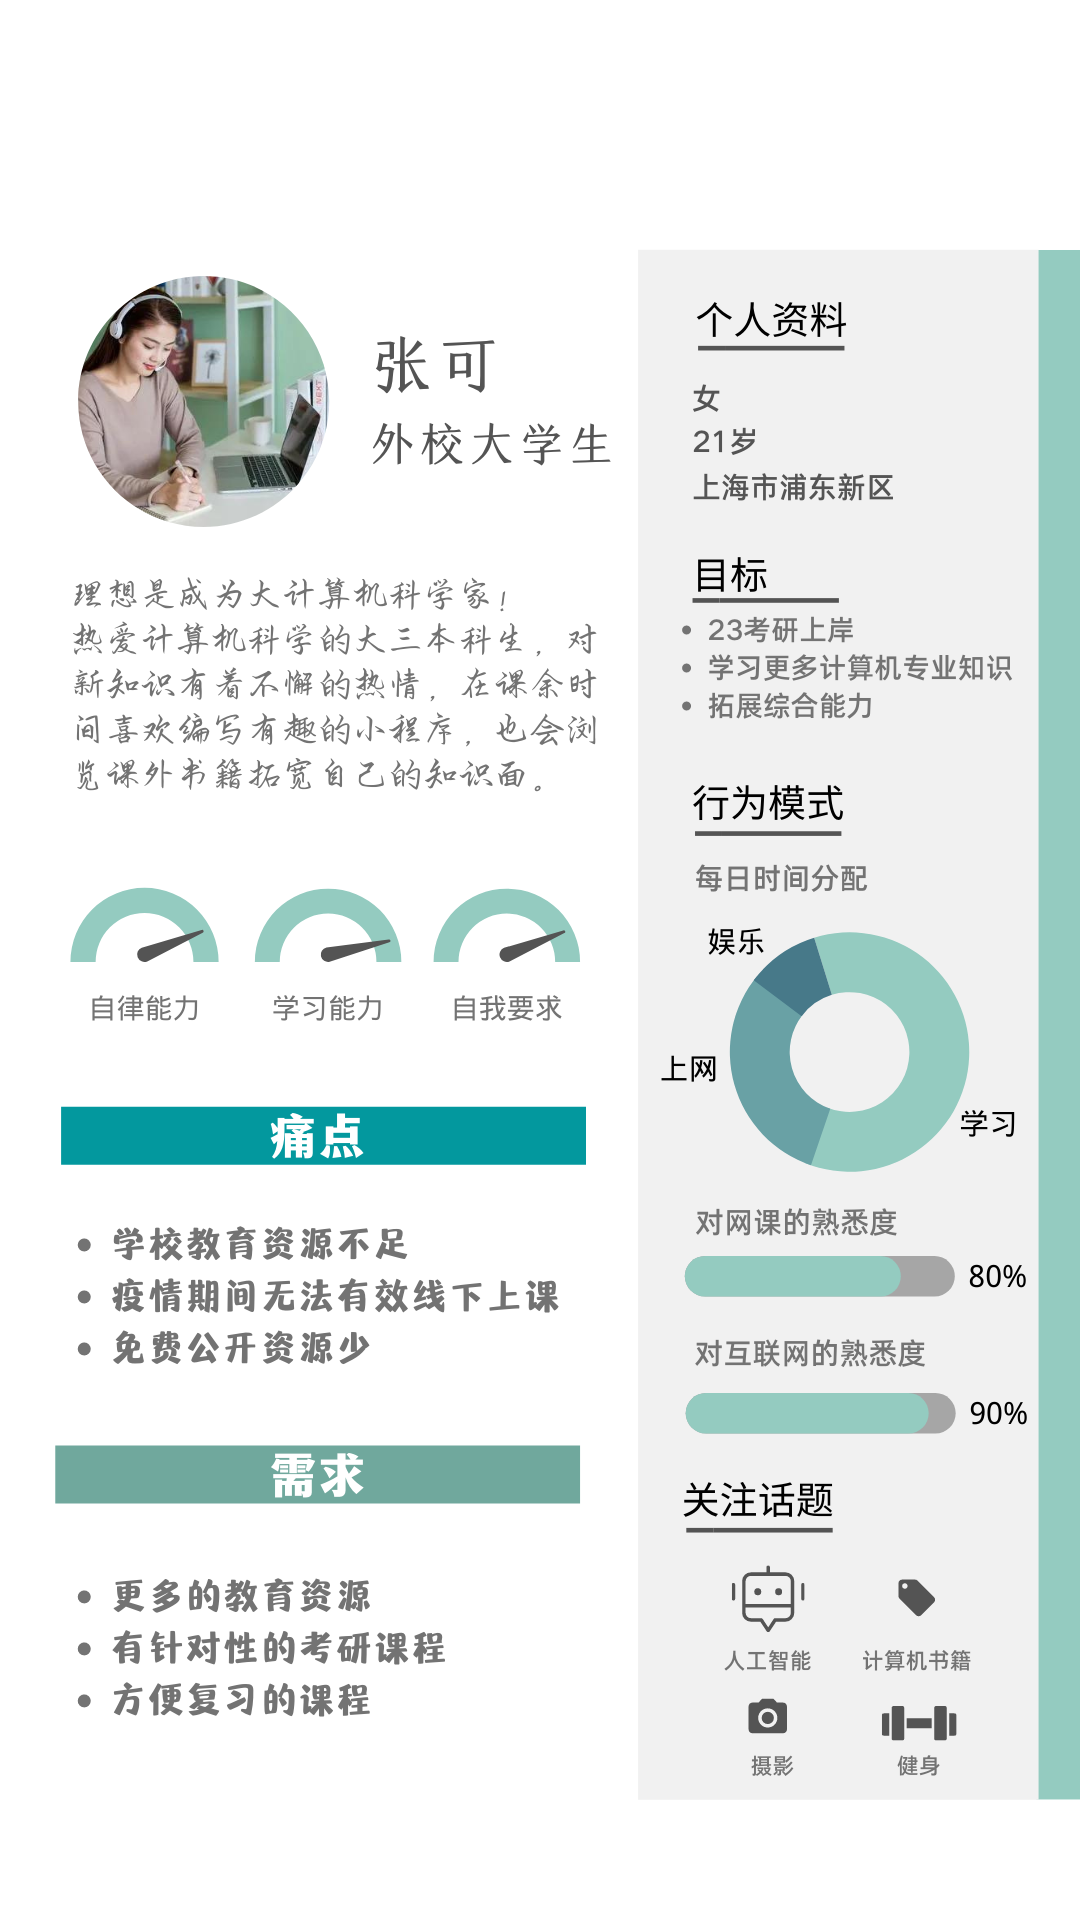 张可
外校大学生
理想是成为大计算机科学家！
热爱计算机科学的大三本科生，对
新知识有着不懈的热情，在课余时
间喜欢编写有趣的小程序，也会浏
览课外书籍拓宽自己的知识面。
自律能力
学习能力
自我要求
痛点
学校教育资源不足
疫情期间无法有效线下上课
免费公开资源少
需求
更多的教育资源
有针对性的考研课程
方便复习的课程
个人资料
女
21岁
上海市浦东新区
目标
23考研上岸
学习更多计算机专业知识
拓展综合能力
行为模式
每日时间分配
娱乐
上网
学习
对网课的熟悉度
80%
对互联网的熟悉度
90%
关注话题
人工智能
计算机书籍
摄影
健身
NEXT